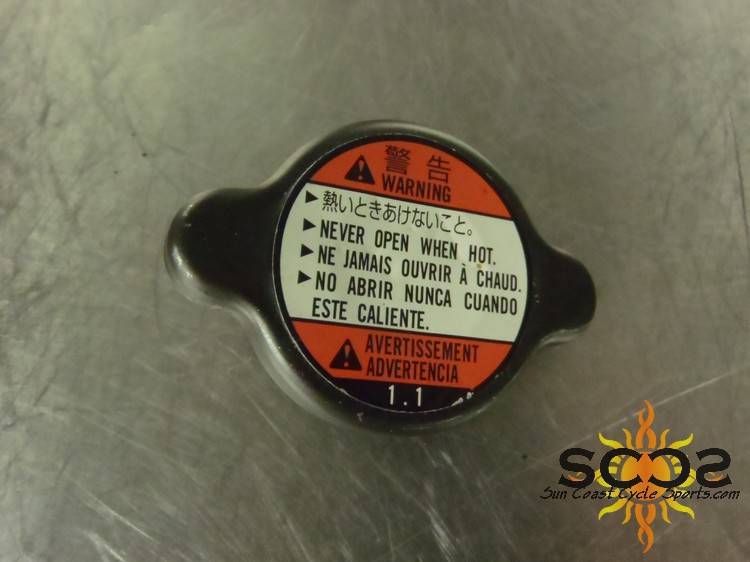 警告
WARNING
熱いときあけないこと。
NEVER OPEN WHEN HOT.
NE JAMAIS OUVRIR À CHAUD.
NO ABRIR NUNCA CUANDO
ESTE CALIENTE.
AVERTISSEMENT
ADVERTENCIA
1.1
SCCS
Sun Coast Cycle Sports.com